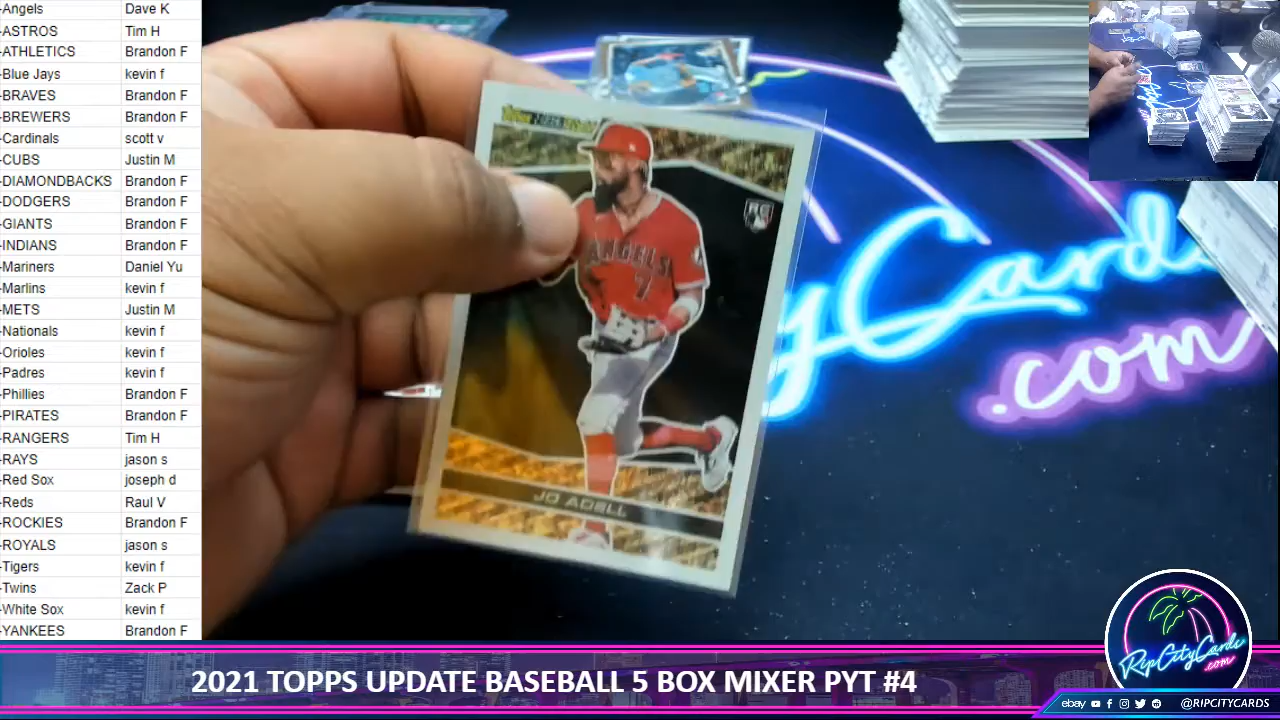 -Angels Dave K
-ASTROS Tim H
-ATHLETICS Brandon F
-Blue Jays kevin f
-BRAVES Brandon F
-BREWERS Brandon F
-Cardinals scott v
-CUBS Justin M
-DIAMONDBACKS Brandon F
-DODGERS Brandon F
-GIANTS Brandon F
-INDIANS Brandon F
-Mariners Daniel Yu
-Marlins kevin f
-METS Justin M
-Nationals kevin f
-Orioles kevin f
-Padres kevin f
-Phillies Brandon F
-PIRATES Brandon F
-RANGERS Tim H
-RAYS jason s
-Red Sox joseph d
-Reds Raul V
-ROCKIES Brandon F
-ROYALS jason s
-Tigers kevin f
-Twins Zack P
-White Sox kevin f
-YANKEES Brandon F
RC
ANGELS
7
JO ADELL
yCards
.com
RipCityCards
.com
2021 TOPPS UPDATE BASEBALL 5 BOX MIXER PYT #4
ebay @RIPCITYCARDS